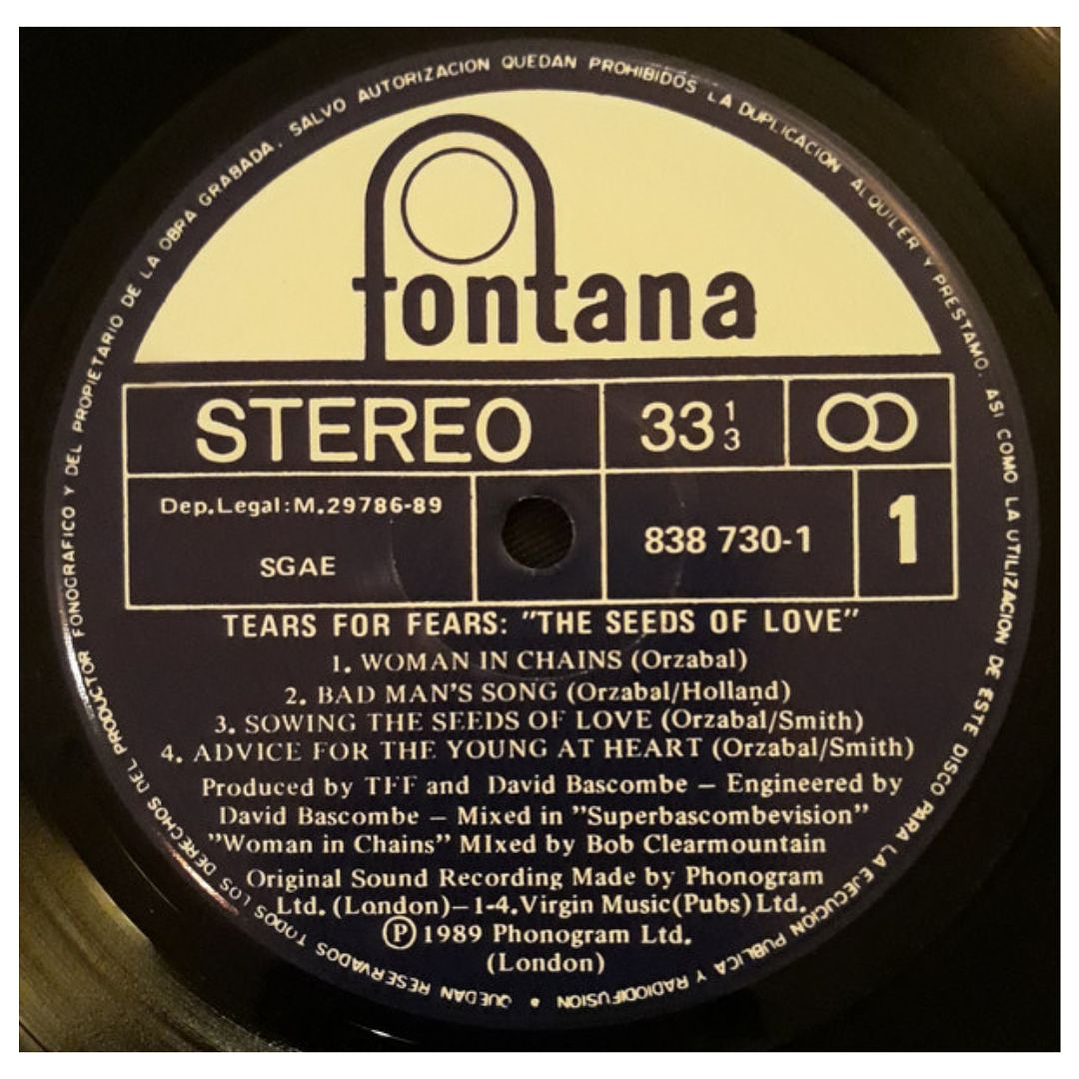 QUEDAN RESERVADOS TODOS LOS DERECHOS DEL PRODUCTOR FONOGRAFICO Y DEL PROPIETARIO DE LA OBRA GRABADA. SALVO AUTORIZACION QUEDAN PROHIBIDOS LA DUPLICACION ALQUILER Y PRESTAMO. ASI COMO LA UTILIZACION DE ESTE DISCO PARA LA EJECUCION PUBLICA Y RADIODIFUSION •
fontana
STEREO 33 1/3
Dep.Legal:M.29786-89
SGAE
838 730-1
1
TEARS FOR FEARS: "THE SEEDS OF LOVE"
1. WOMAN IN CHAINS (Orzabal)
2. BAD MAN'S SONG (Orzabal/Holland)
3. SOWING THE SEEDS OF LOVE (Orzabal/Smith)
4. ADVICE FOR THE YOUNG AT HEART (Orzabal/Smith)
Produced by TFF and David Bascombe – Engineered by
David Bascombe – Mixed in "Superbascombevision"
"Woman in Chains" MIxed by Bob Clearmountain
Original Sound Recording Made by Phonogram
Ltd. (London)–1-4.Virgin Music(Pubs) Ltd.
Ⓟ 1989 Phonogram Ltd.
(London)